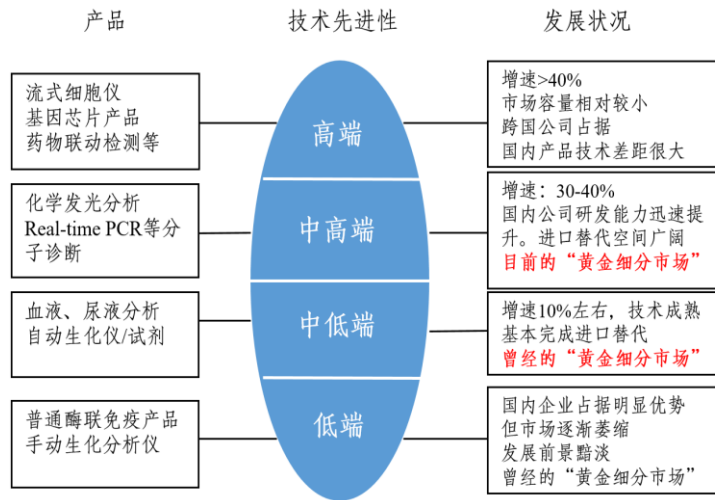 产品
技术先进性
发展状况
流式细胞仪
基因芯片产品
药物联动检测等
高端
增速>40%
市场容量相对较小
跨国公司占据
国内产品技术差距很大
化学发光分析
Real-time PCR等分
子诊断
中高端
增速：30-40%
国内公司研发能力迅速提
升。进口替代空间广阔
目前的“黄金细分市场”
血液、尿液分析
自动生化仪/试剂
中低端
增速10%左右，技术成熟
基本完成进口替代
曾经的“黄金细分市场”
普通酶联免疫产品
手动生化分析仪
低端
国内企业占据明显优势
但市场逐渐萎缩
发展前景黯淡
曾经的“黄金细分市场”